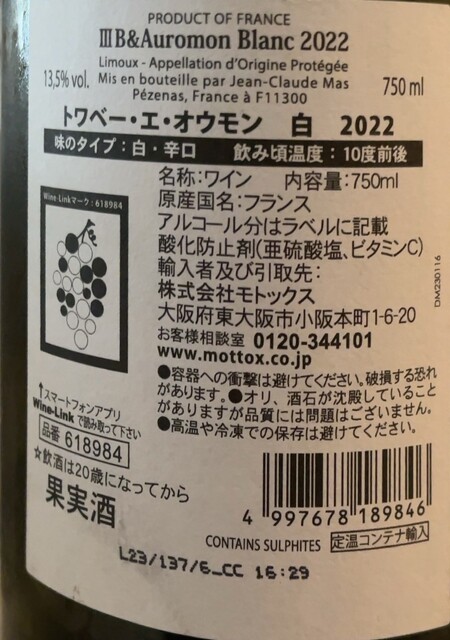 PRODUCT OF FRANCE
ⅢB&Auromon Blanc 2022
Limoux - Appellation d'Origine Protégée
13,5% vol. Mis en bouteille par Jean-Claude Mas 750 ml
Pézenas, France à F11300
トワベー・エ・オウモン 白 2022
味のタイプ：白・辛口 飲み頃温度：10度前後
Wine-Linkマーク：618984
名称：ワイン 内容量：750ml
原産国名：フランス
アルコール分はラベルに記載
酸化防止剤(亜硫酸塩、ビタミンC)
輸入者及び引取先：
株式会社モトックス
大阪府東大阪市小阪本町1-6-20
お客様相談室 0120-344101
www.mottox.co.jp
●容器への衝撃は避けてください。破損する恐れ
があります。●オリ、酒石が沈殿していること
がありますが品質には問題はございません。
●高温や冷凍での保存は避けてください。
DM230116
↑スマートフォンアプリ
Wine-Linkで読み取って下さい
品番 618984
☆飲酒は20歳になってから
果実酒
4 997678 189846
CONTAINS SULPHITES 定温コンテナ輸入
L23/137/6_CC 16:29